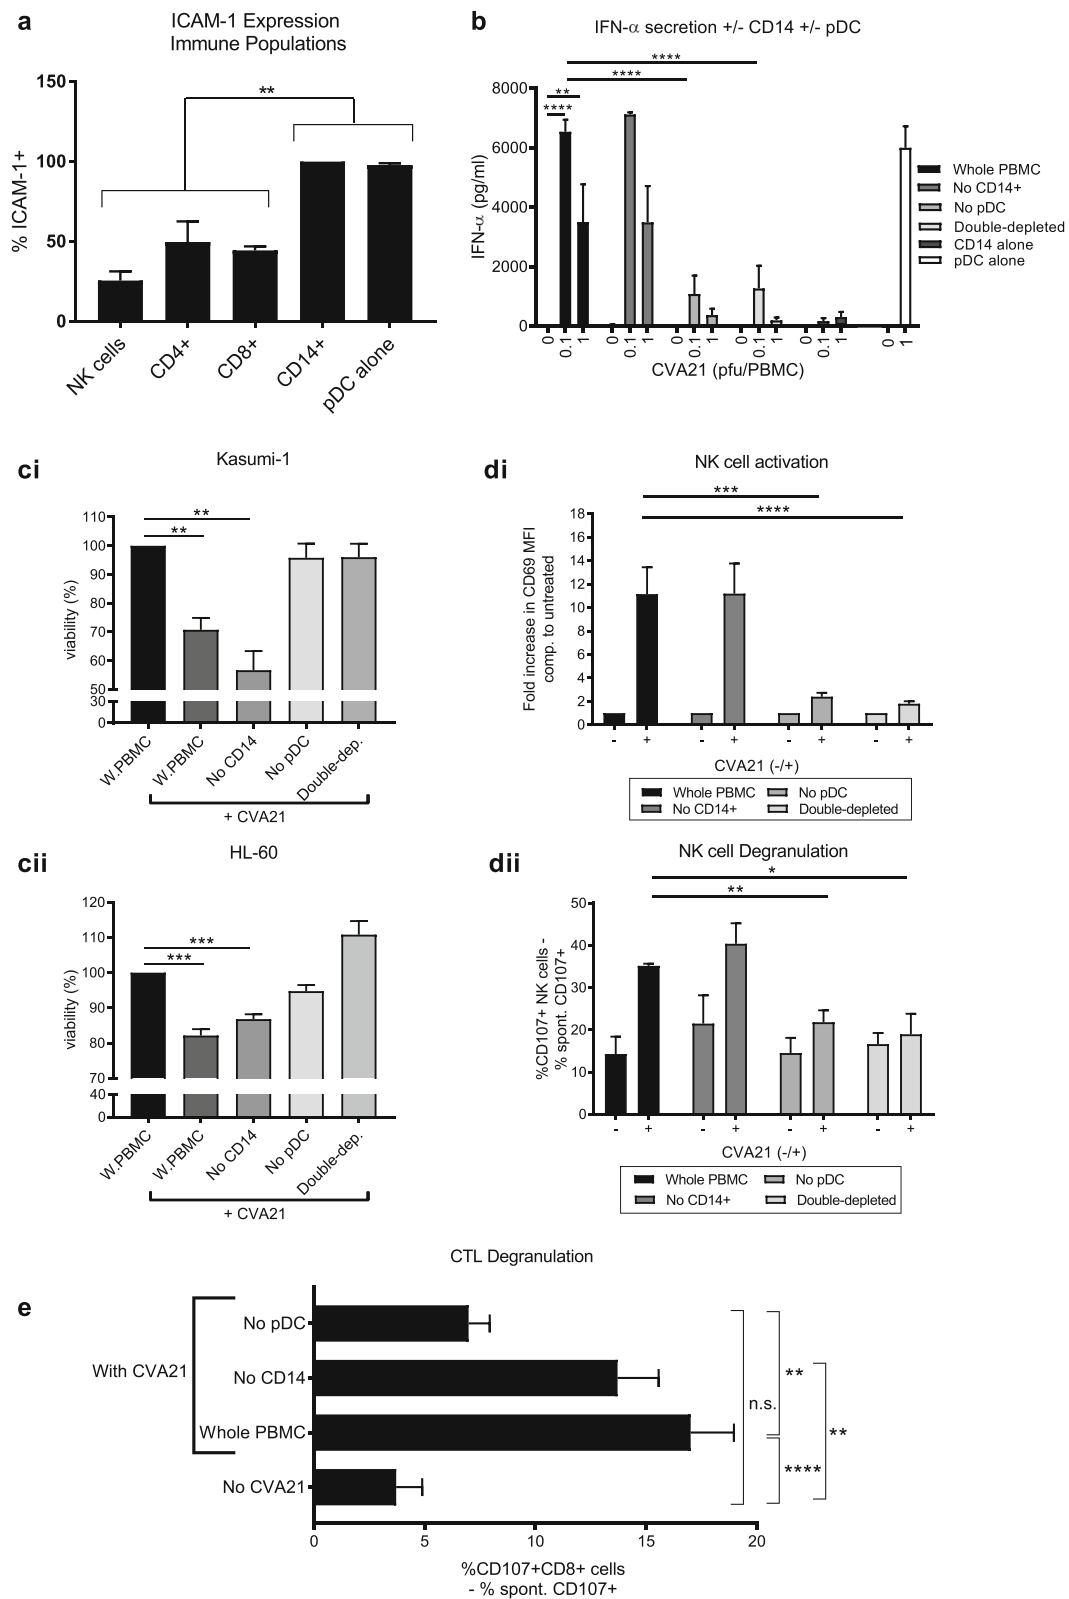 a
ICAM-1 Expression
Immune Populations
% ICAM-1+
150
100
50
0
**
NK cells
CD4+
CD8+
CD14+
pDC alone
b
IFN-α secretion +/- CD14 +/- pDC
IFN-α (pg/ml)
8000
6000
4000
2000
0
****
****
**
****
0 0.1 1 0 0.1 1 0 0.1 1 0 0.1 1 0 0.1 1 0 1
CVA21 (pfu/PBMC)
Whole PBMC
No CD14+
No pDC
Double-depleted
CD14 alone
pDC alone
ci
Kasumi-1
viability (%)
110
100
90
80
70
60
50
30
0
**
**
W.PBMC
W.PBMC
No CD14
No pDC
Double-dep.
+ CVA21
di
NK cell activation
Fold increase in CD69 MFI
comp. to untreated
18
16
14
12
10
8
6
4
2
0
***
****
- + - + - + - +
CVA21 (-/+)
Whole PBMC No pDC
No CD14+ Double-depleted
cii
HL-60
viability (%)
120
110
100
90
80
70
40
0
***
***
W.PBMC
W.PBMC
No CD14
No pDC
Double-dep.
+ CVA21
dii
NK cell Degranulation
%CD107+ NK cells -
% spont. CD107+
50
40
30
20
10
0
*
**
- + - + - + - +
CVA21 (-/+)
Whole PBMC No pDC
No CD14+ Double-depleted
e
CTL Degranulation
With CVA21
No pDC
No CD14
Whole PBMC
No CVA21
n.s.
**
**
****
0 5 10 15 20
%CD107+CD8+ cells
- % spont. CD107+